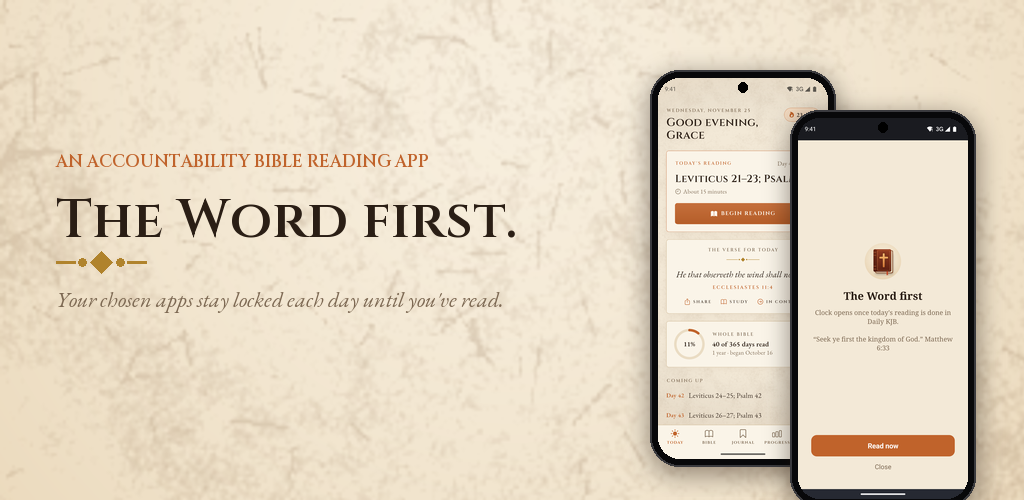 AN ACCOUNTABILITY BIBLE READING APP
The Word first.
Your chosen apps stay locked each day until you've read.
9:41
3G
WEDNESDAY, NOVEMBER 25
Good evening,
Grace
TODAY'S READING
Day
Leviticus 21–23; Psal
About 15 minutes
BEGIN READING
THE VERSE FOR TODAY
He that observeth the wind shall no
ECCLESIASTES 11:4
SHARE
STUDY
IN CON
11%
WHOLE BIBLE
40 of 365 days read
1 year · began October 16
COMING UP
Day 42 Leviticus 24–25; Psalm 42
Day 43 Leviticus 26–27; Psalm 43
TODAY
BIBLE
JOURNAL
PROGRES
9:41
3G
The Word first
Clock opens once today's reading is done in
Daily KJB.
"Seek ye first the kingdom of God." Matthew
6:33
Read now
Close